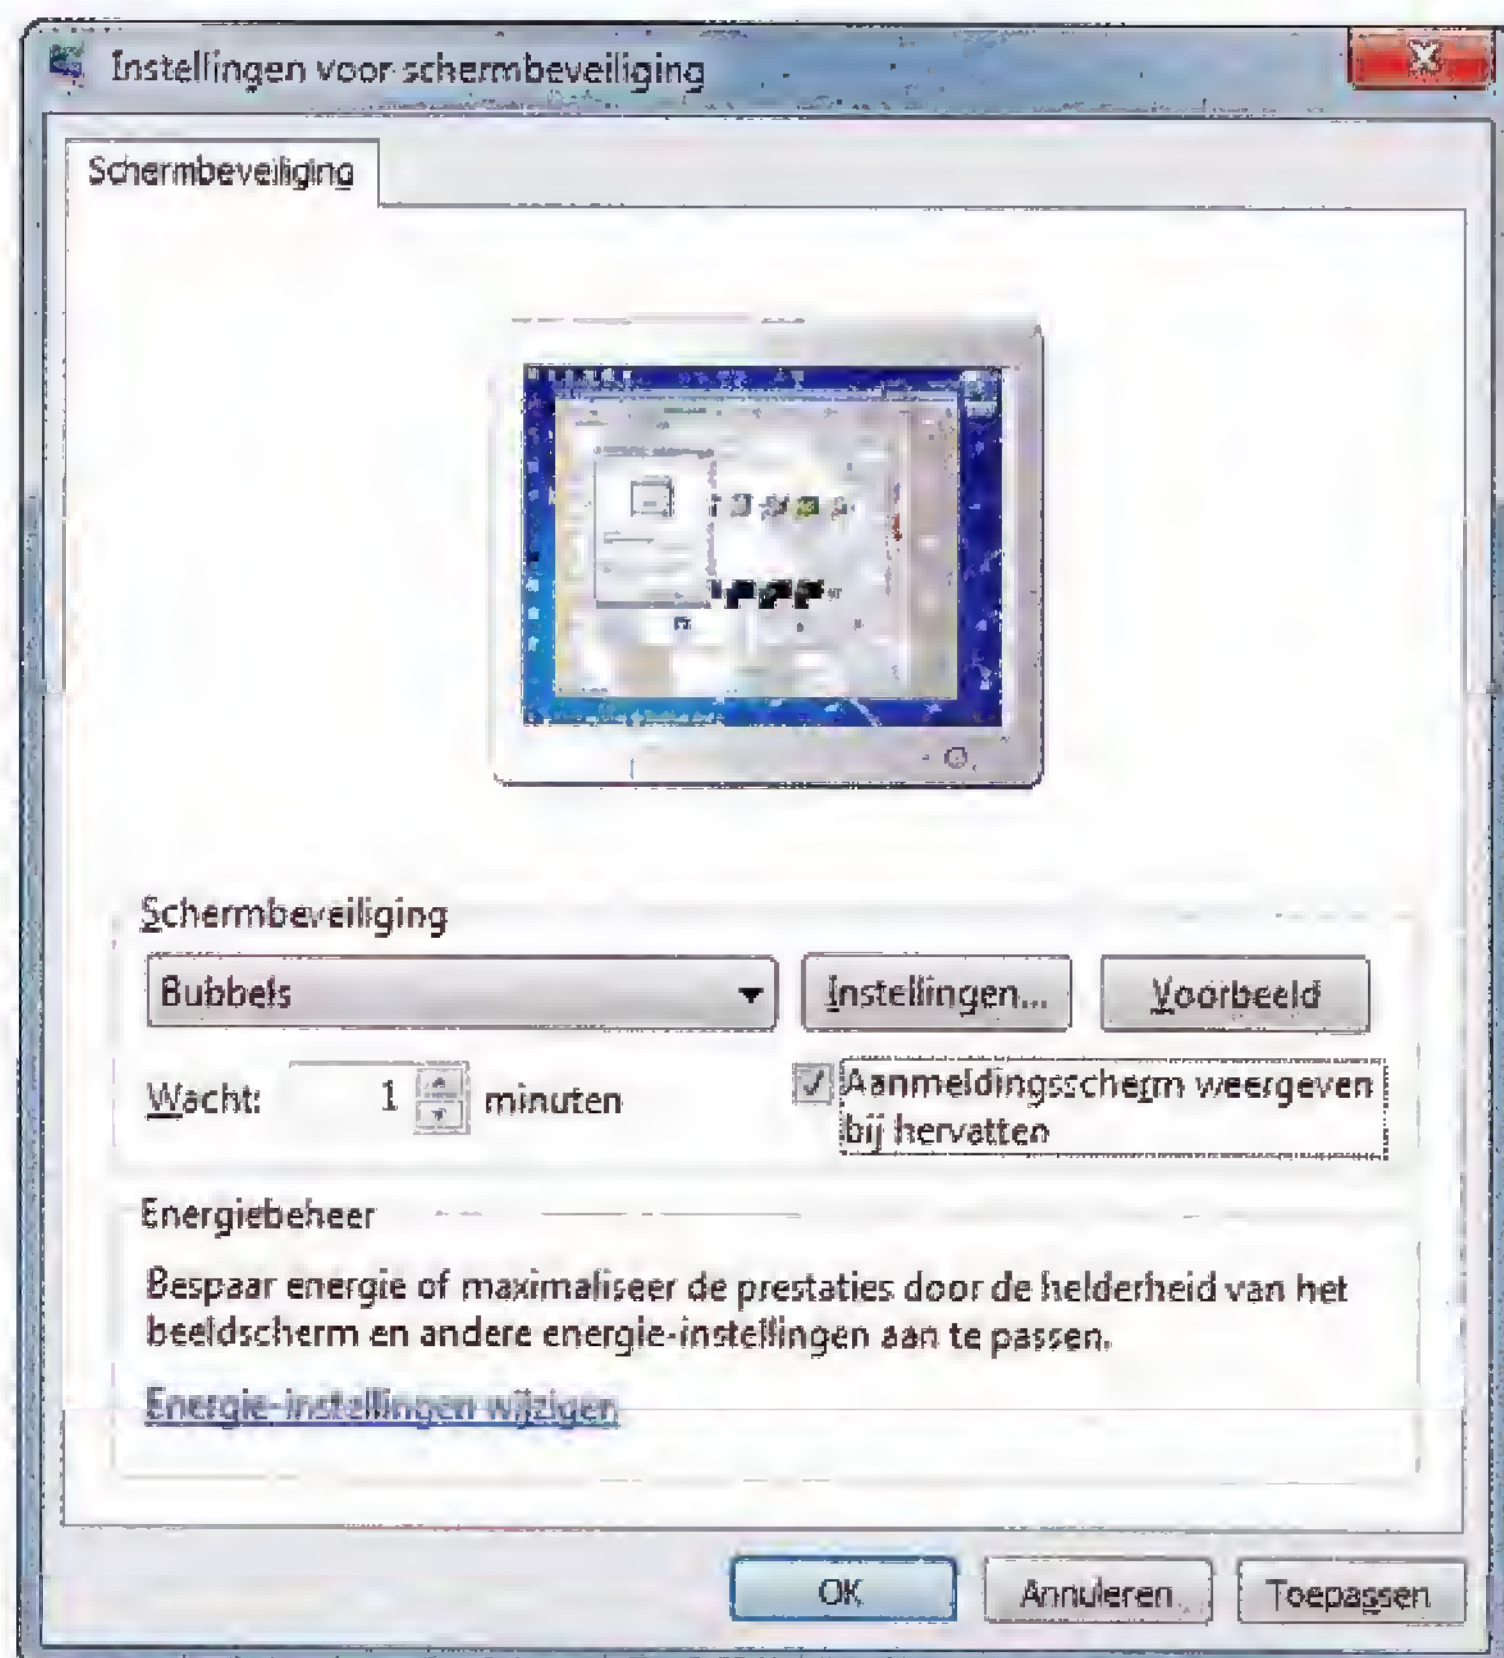 Instellingen voor schermbeveiliging
Schermbeveiliging
Schermbeveiliging
Bubbels
Instellingen...
Voorbeeld
Wacht: 1 minuten
Aanmeldingsscherm weergeven
bij hervatten
Energiebeheer
Bespaar energie of maximaliseer de prestaties door de helderheid van het
beeldscherm en andere energie-instellingen aan te passen.
Energie-instellingen wijzigen
OK
Annuleren
Toepassen